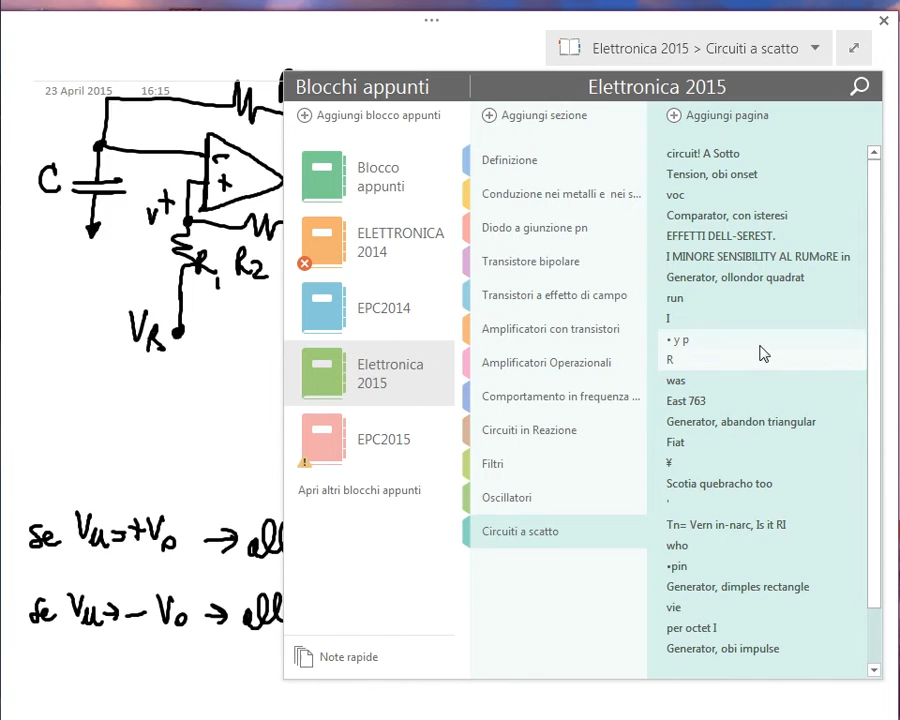 Elettronica 2015 > Circuiti a scatto
23 April 2015 16:15
C
-
+
V+
R1 R2
VR
se Vu=+Vo → all
se Vu→ - Vo → all
Blocchi appunti
Aggiungi blocco appunti
Blocco
appunti
ELETTRONICA
2014
EPC2014
Elettronica
2015
EPC2015
Apri altri blocchi appunti
Note rapide
Elettronica 2015
Aggiungi sezione
Definizione
Conduzione nei metalli e nei s...
Diodo a giunzione pn
Transistore bipolare
Transistori a effetto di campo
Amplificatori con transistori
Amplificatori Operazionali
Comportamento in frequenza ...
Circuiti in Reazione
Filtri
Oscillatori
Circuiti a scatto
Aggiungi pagina
circuit! A Sotto
Tension, obi onset
voc
Comparator, con isteresi
EFFETTI DELL-SEREST.
I MINORE SENSIBILITY AL RUMoRE in
Generator, ollondor quadrat
run
I
• y p
R
was
East 763
Generator, abandon triangular
Fiat
¥
Scotia quebracho too
'
Tn= Vern in-narc, Is it RI
who
•pin
Generator, dimples rectangle
vie
per octet I
Generator, obi impulse